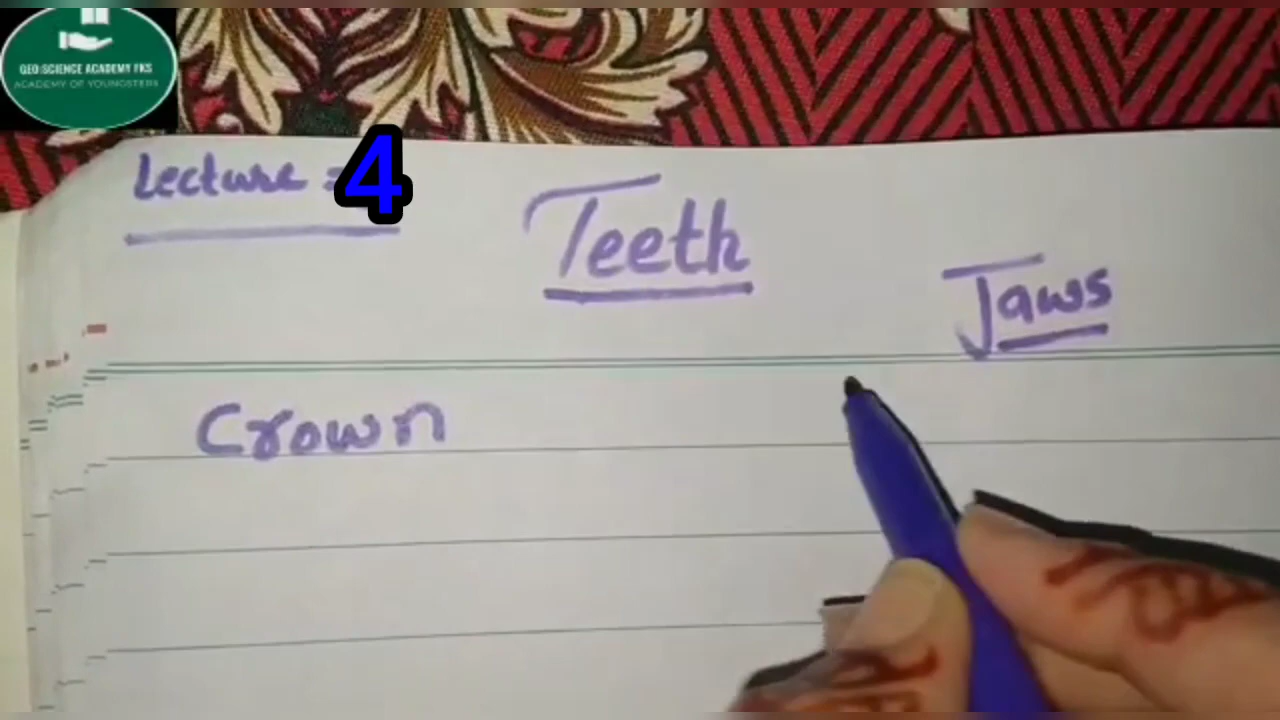 GEO:SCIENCE ACADEMY FKS
ACADEMY OF YOUNGSTERS
Lecture = 4
Teeth
Jaws
Crown